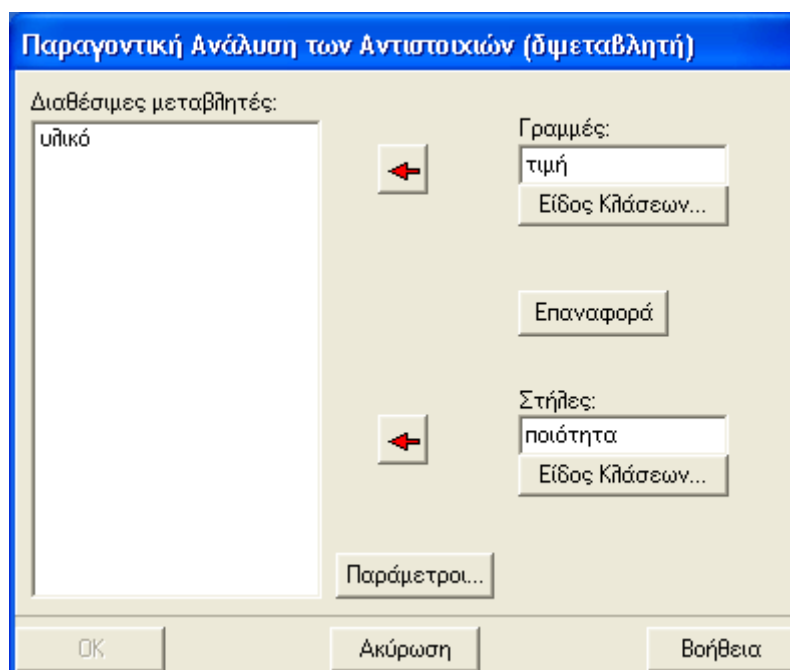 Παραγοντική Ανάλυση των Αντιστοιχιών (διμεταβλητή)
Διαθέσιμες μεταβλητές:
υλικό
Γραμμές:
τιμή
Είδος Κλάσεων...
Επαναφορά
Στήλες:
ποιότητα
Είδος Κλάσεων...
Παράμετροι...
OK
Ακύρωση
Βοήθεια